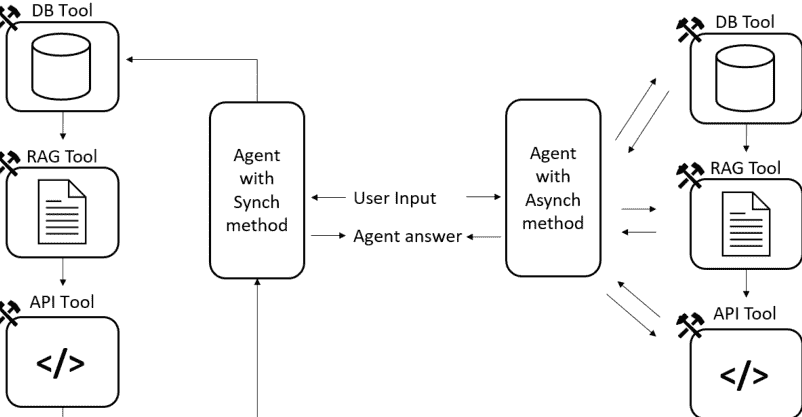 DB Tool
RAG Tool
API Tool
</>
Agent
with
Synch
method
User Input
Agent answer
Agent
with
Asynch
method
DB Tool
RAG Tool
API Tool
</>